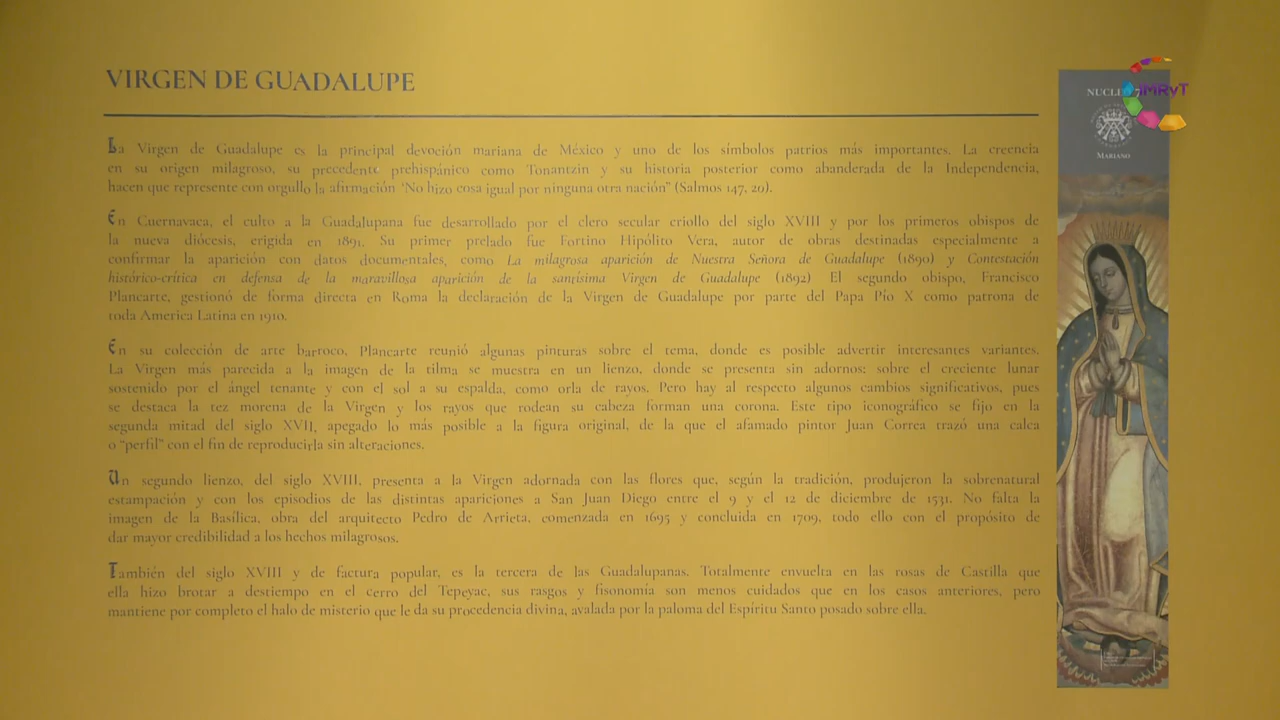 VIRGEN DE GUADALUPE
La Virgen de Guadalupe es la principal devoción mariana de México y uno de los símbolos patrios más importantes. La creencia
en su origen milagroso, su precedente prehispánico como Tonantzin y su historia posterior como abanderada de la Independencia,
hacen que represente con orgullo la afirmación "No hizo cosa igual por ninguna otra nación" (Salmos 147, 20).
En Cuernavaca, el culto a la Guadalupana fue desarrollado por el clero secular criollo del siglo XVIII y por los primeros obispos de
la nueva diócesis, erigida en 1891. Su primer prelado fue Fortino Hipólito Vera, autor de obras destinadas especialmente a
confirmar la aparición con datos documentales, como La milagrosa aparición de Nuestra Señora de Guadalupe (1890) y Contestación
histórico-crítica en defensa de la maravillosa aparición de la santísima Virgen de Guadalupe (1892) El segundo obispo, Francisco
Plancarte, gestionó de forma directa en Roma la declaración de la Virgen de Guadalupe por parte del Papa Pío X como patrona de
toda America Latina en 1910.
En su colección de arte barroco, Plancarte reunió algunas pinturas sobre el tema, donde es posible advertir interesantes variantes.
La Virgen más parecida a la imagen de la tilma se muestra en un lienzo, donde se presenta sin adornos: sobre el creciente lunar
sostenido por el ángel tenante y con el sol a su espalda, como orla de rayos. Pero hay al respecto algunos cambios significativos, pues
se destaca la tez morena de la Virgen y los rayos que rodean su cabeza forman una corona. Este tipo iconográfico se fijo en la
segunda mitad del siglo XVII, apegado lo más posible a la figura original, de la que el afamado pintor Juan Correa trazó una calca
o "perfil" con el fin de reproducirla sin alteraciones.
Un segundo lienzo, del siglo XVIII, presenta a la Virgen adornada con las flores que, según la tradición, produjeron la sobrenatural
estampación y con los episodios de las distintas apariciones a San Juan Diego entre el 9 y el 12 de diciembre de 1531. No falta la
imagen de la Basílica, obra del arquitecto Pedro de Arrieta, comenzada en 1695 y concluida en 1709, todo ello con el propósito de
dar mayor credibilidad a los hechos milagrosos.
También del siglo XVIII y de factura popular, es la tercera de las Guadalupanas. Totalmente envuelta en las rosas de Castilla que
ella hizo brotar a destiempo en el cerro del Tepeyac, sus rasgos y fisonomía son menos cuidados que en los casos anteriores, pero
mantiene por completo el halo de misterio que le da su procedencia divina, avalada por la paloma del Espíritu Santo posado sobre ella.
iMRyT
MARIANO